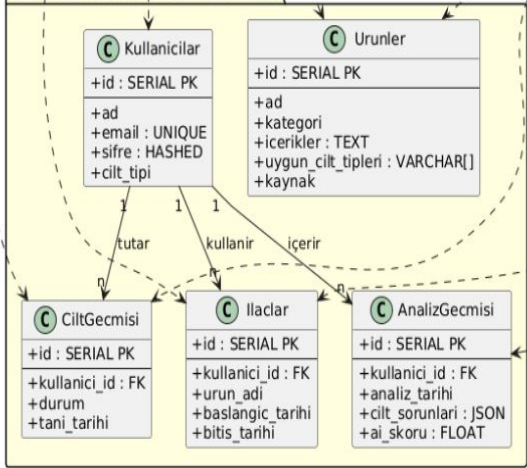 C Kullanicilar
+id : SERIAL PK
+ad
+email : UNIQUE
+sifre : HASHED
+cilt_tipi
C Urunler
+id : SERIAL PK
+ad
+kategori
+icerikler : TEXT
+uygun_cilt_tipleri : VARCHAR[]
+kaynak
1 1 1
tutar kullanir içerir
n n n
C CiltGecmisi
+id : SERIAL PK
+kullanici_id : FK
+durum
+tani_tarihi
C Ilaclar
+id : SERIAL PK
+kullanici_id : FK
+urun_adi
+baslangic_tarihi
+bitis_tarihi
C AnalizGecmisi
+id : SERIAL PK
+kullanici_id : FK
+analiz_tarihi
+cilt_sorunlari : JSON
+ai_skoru : FLOAT